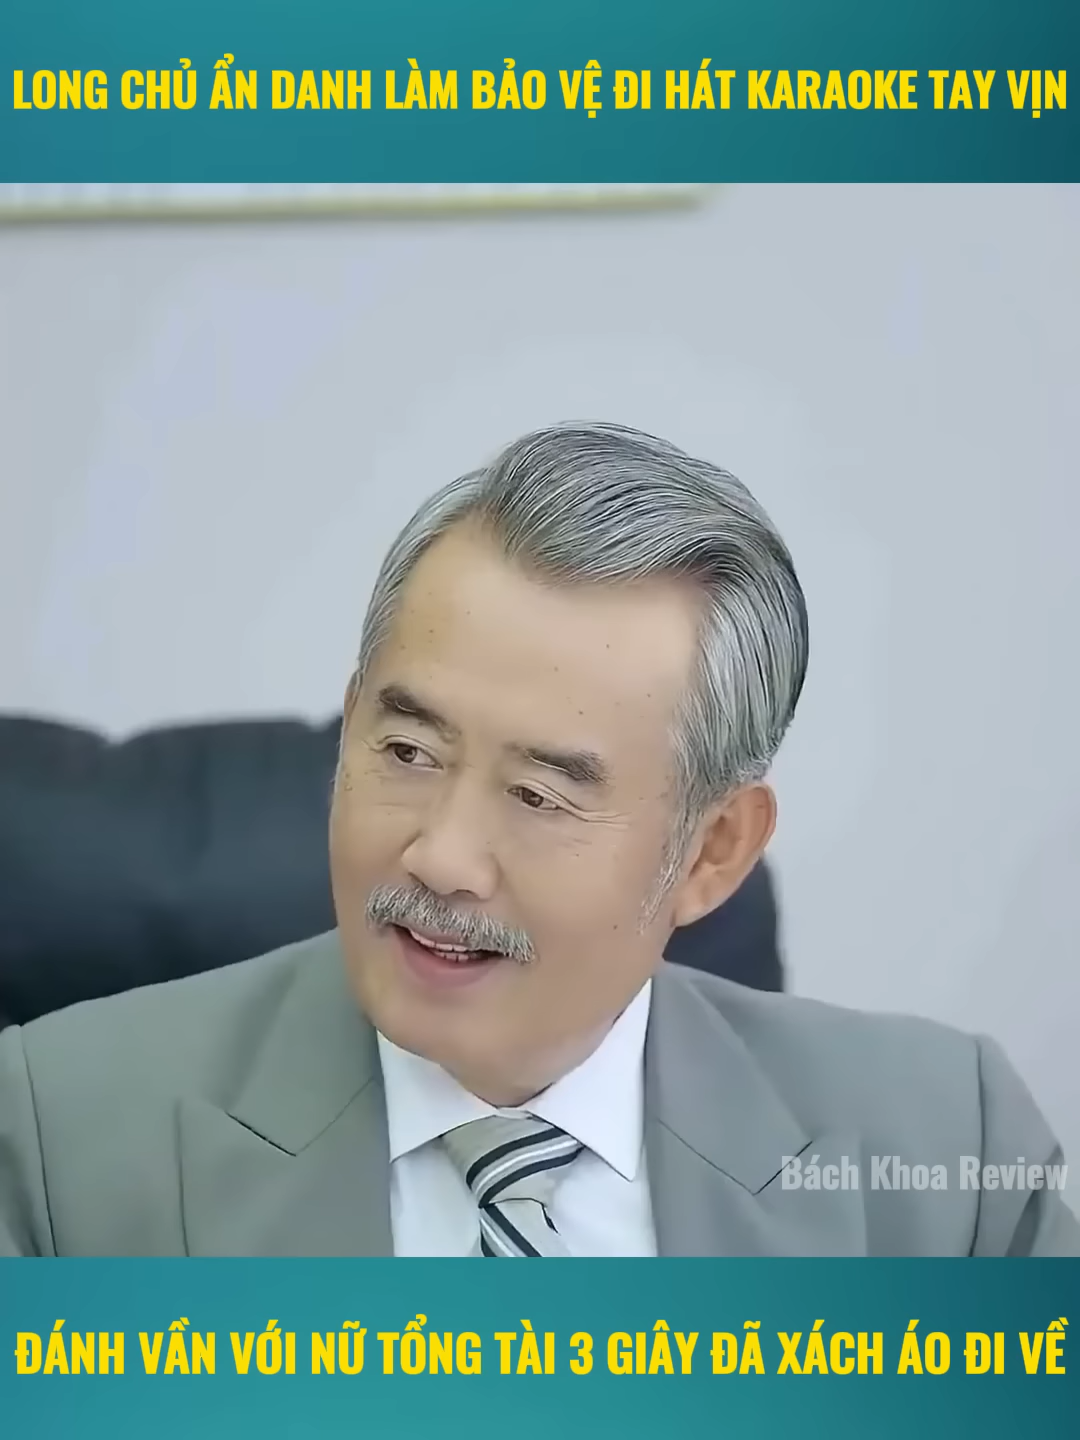 LONG CHỦ ẨN DANH LÀM BẢO VỆ ĐI HÁT KARAOKE TAY VỊN
Bách Khoa Review
ĐÁNH VẦN VỚI NỮ TỔNG TÀI 3 GIÂY ĐÃ XÁCH ÁO ĐI VỀ